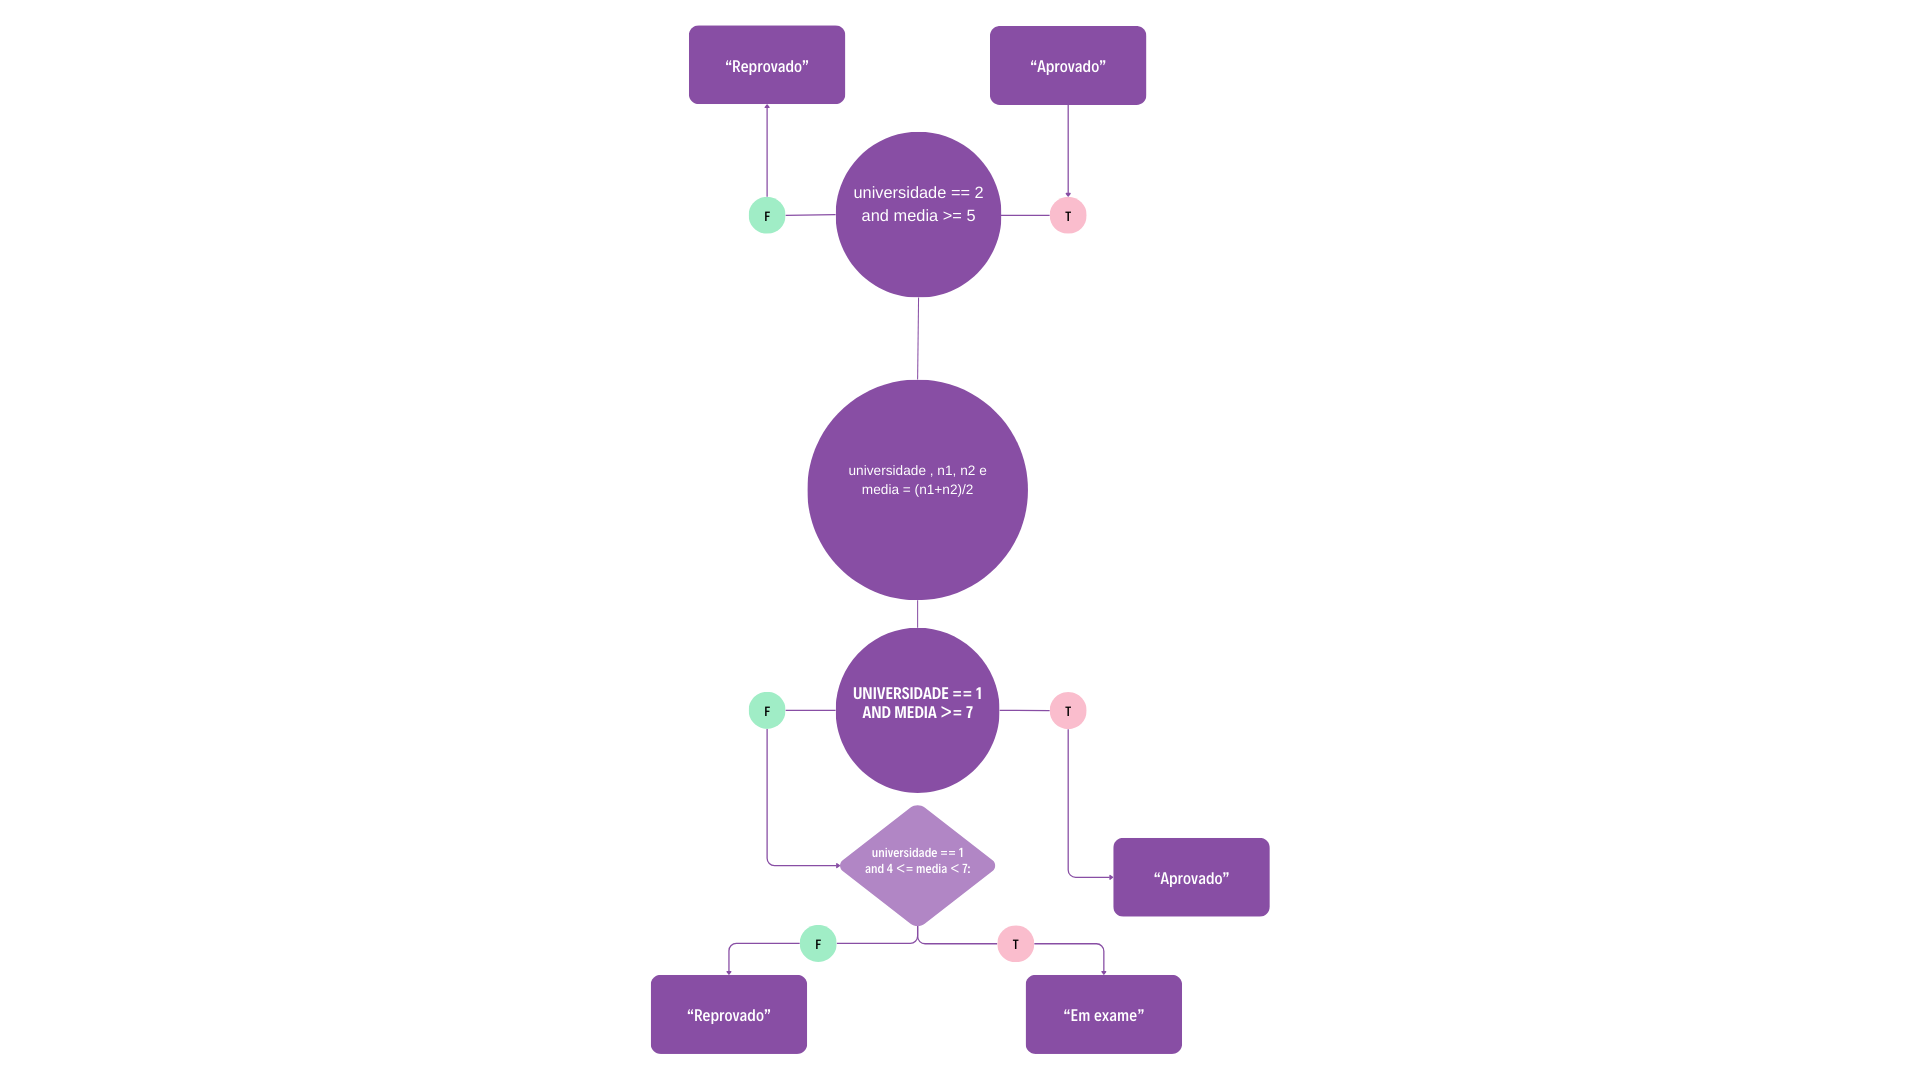 “Reprovado”
“Aprovado”
universidade == 2
and media >= 5
F
T
universidade , n1, n2 e
media = (n1+n2)/2
UNIVERSIDADE == 1
AND MEDIA >= 7
F
T
universidade == 1
and 4 <= media < 7:
“Aprovado”
F
T
“Reprovado”
“Em exame”